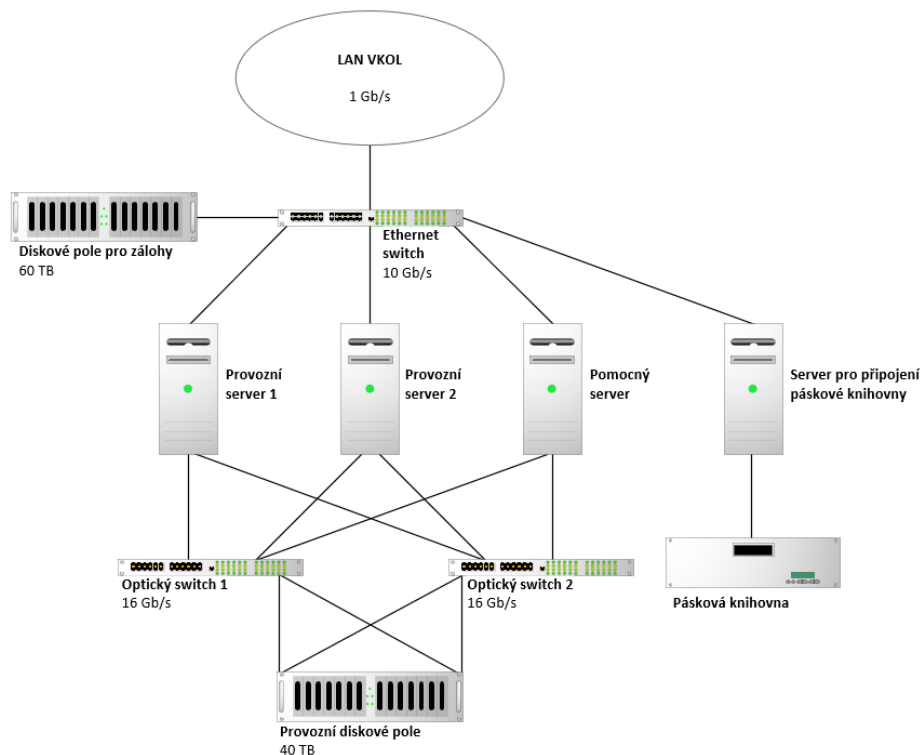 LAN VKOL
1 Gb/s
Diskové pole pro zálohy
60 TB
Ethernet
switch
10 Gb/s
Provozní
server 1
Provozní
server 2
Pomocný
server
Server pro připojení
páskové knihovny
Optický switch 1
16 Gb/s
Optický switch 2
16 Gb/s
Pásková knihovna
Provozní diskové pole
40 TB